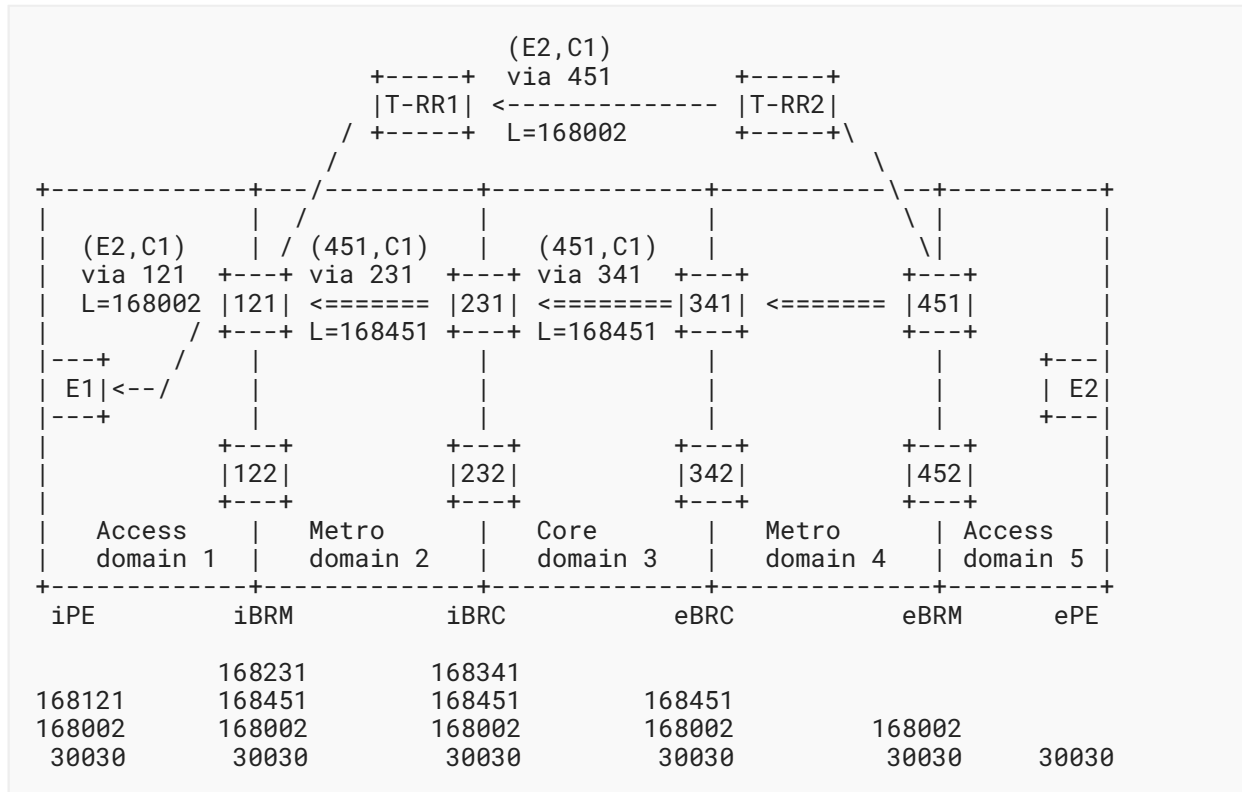 (E2,C1)
+-----+ via 451 +-----+
|T-RR1| <-------------- |T-RR2|
/ +-----+ L=168002 +-----+\
/ \
+-------------+---/----------+--------------+-----------\--+----------+
| | / | | \ | |
| (E2,C1) | / (451,C1) | (451,C1) | \| |
| via 121 +---+ via 231 +---+ via 341 +---+ +---+ |
| L=168002 |121| <======= |231| <========|341| <======= |451| |
| / +---+ L=168451 +---+ L=168451 +---+ +---+ |
|---+ / | | | | +---|
| E1|<--/ | | | | | E2|
|---+ | | | | +---|
| +---+ +---+ +---+ +---+ |
| |122| |232| |342| |452| |
| +---+ +---+ +---+ +---+ |
| Access | Metro | Core | Metro | Access |
| domain 1 | domain 2 | domain 3 | domain 4 | domain 5 |
+-------------+--------------+--------------+--------------+----------+
iPE iBRM iBRC eBRC eBRM ePE
168231 168341
168121 168451 168451 168451
168002 168002 168002 168002 168002
30030 30030 30030 30030 30030 30030